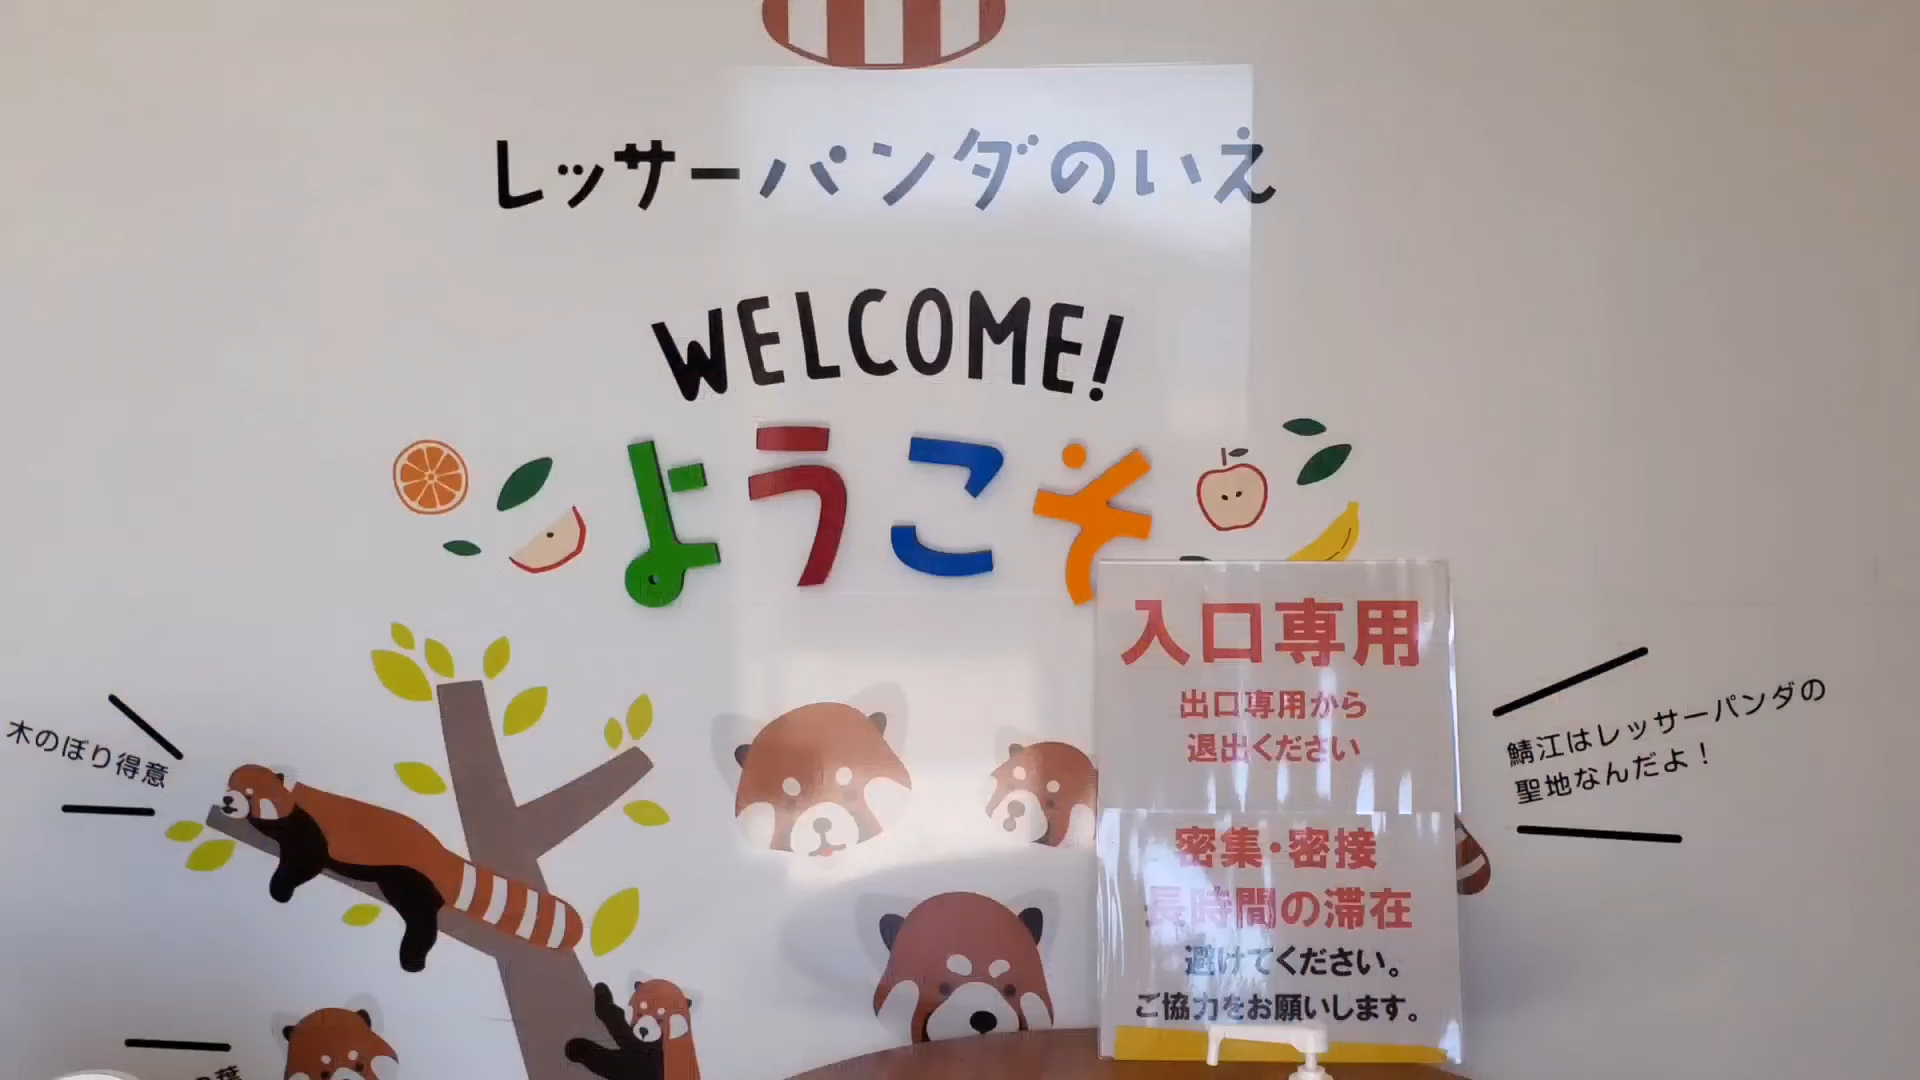 レッサーパンダのいえ
WELCOME!
ようこそ
入口専用
出口専用から
退出ください
密集・密接
長時間の滞在
避けてください。
ご協力をお願いします。
木のぼり得意
鯖江はレッサーパンダの
聖地なんだよ！